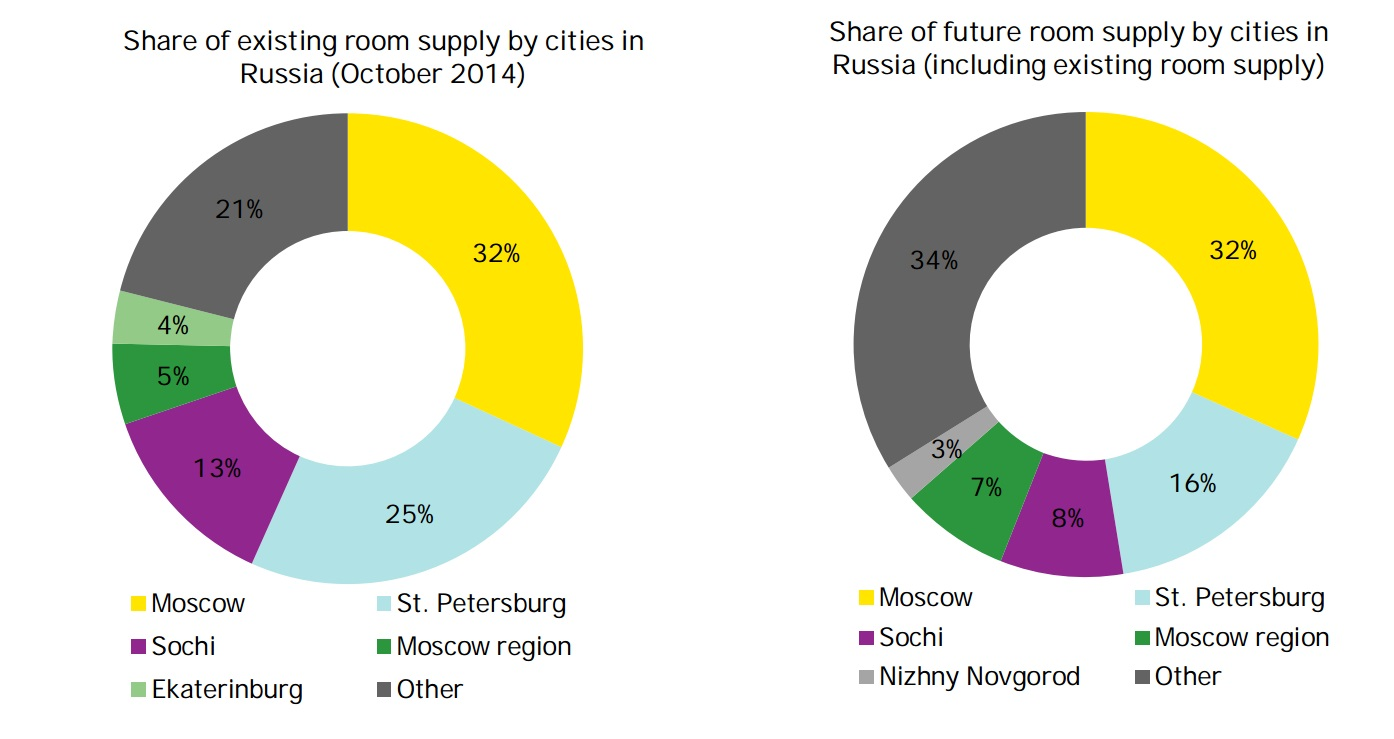 Share of existing room supply by cities in
Russia (October 2014)
21%
32%
4%
5%
13%
25%
Moscow
St. Petersburg
Sochi
Moscow region
Ekaterinburg
Other
Share of future room supply by cities in
Russia (including existing room supply)
34%
32%
3%
7%
8%
16%
Moscow
St. Petersburg
Sochi
Moscow region
Nizhny Novgorod
Other